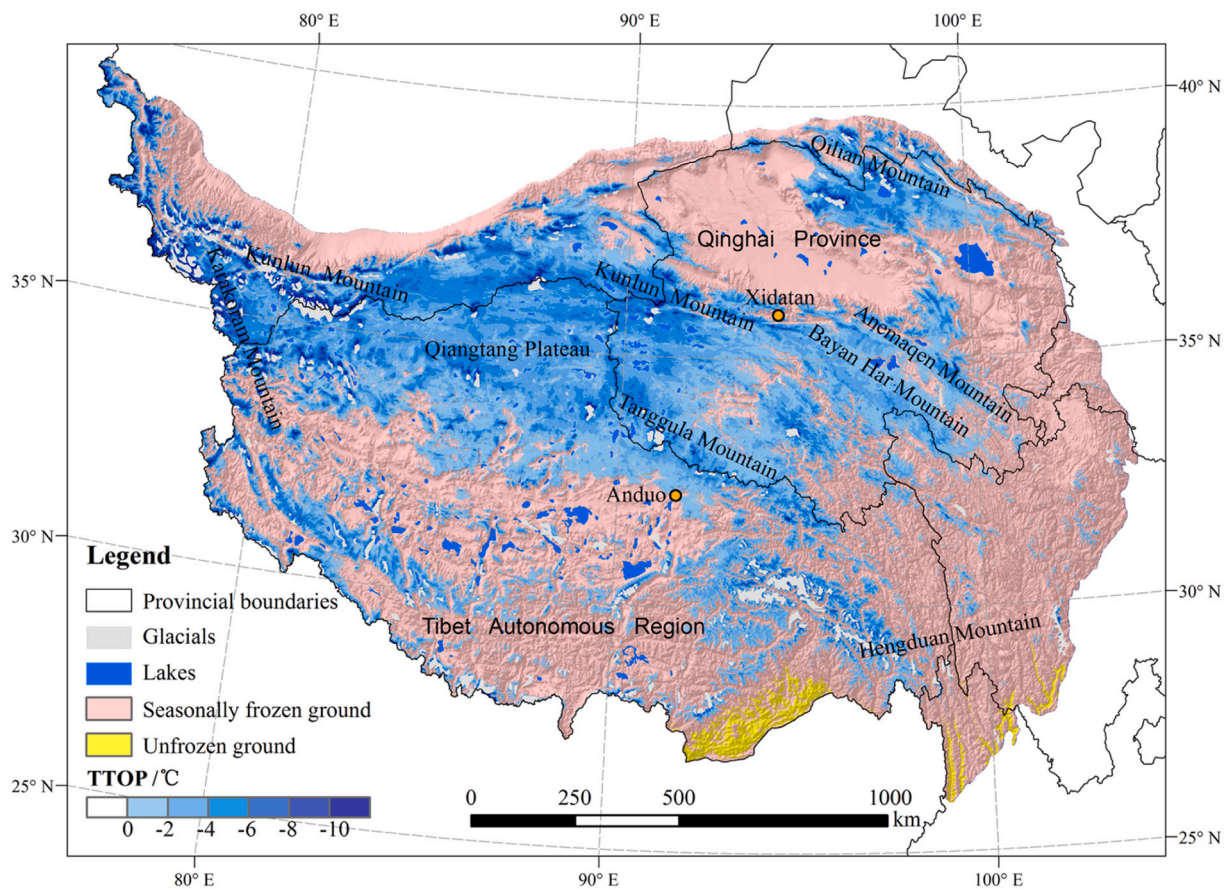 80° E
90° E
100° E
40° N
Qilian Mountain
Qinghai Province
35° N
Kunlun Mountain
Kunlun Mountain
Xidatan
Karakoram Mountain
Anemaqen Mountain
35° N
Bayan Har Mountain
Qiangtang Plateau
Tanggula Mountain
Anduo
30° N
Legend
Provincial boundaries
Glacials
Lakes
Seasonally frozen ground
Unfrozen ground
TTOP /℃
0 -2 -4 -6 -8 -10
30° N
Tibet Autonomous Region
Hengduan Mountain
25° N
0 250 500 1000
km
25° N
80° E
90° E
100° E